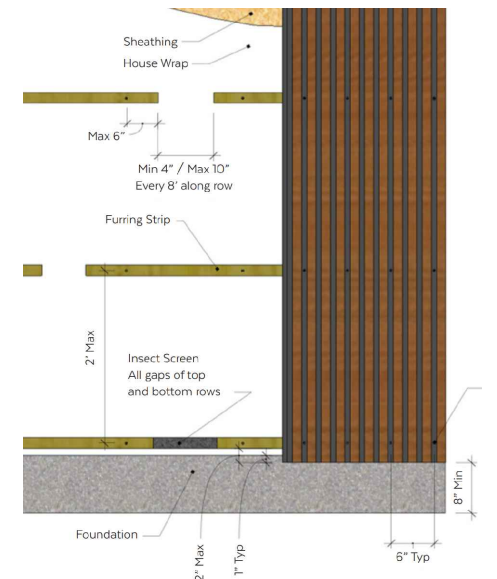 Sheathing
House Wrap
Max 6"
Min 4" / Max 10"
Every 8' along row
Furring Strip
2' Max
Insect Screen
All gaps of top
and bottom rows
Foundation
2" Max
1" Typ
8" Min
6" Typ